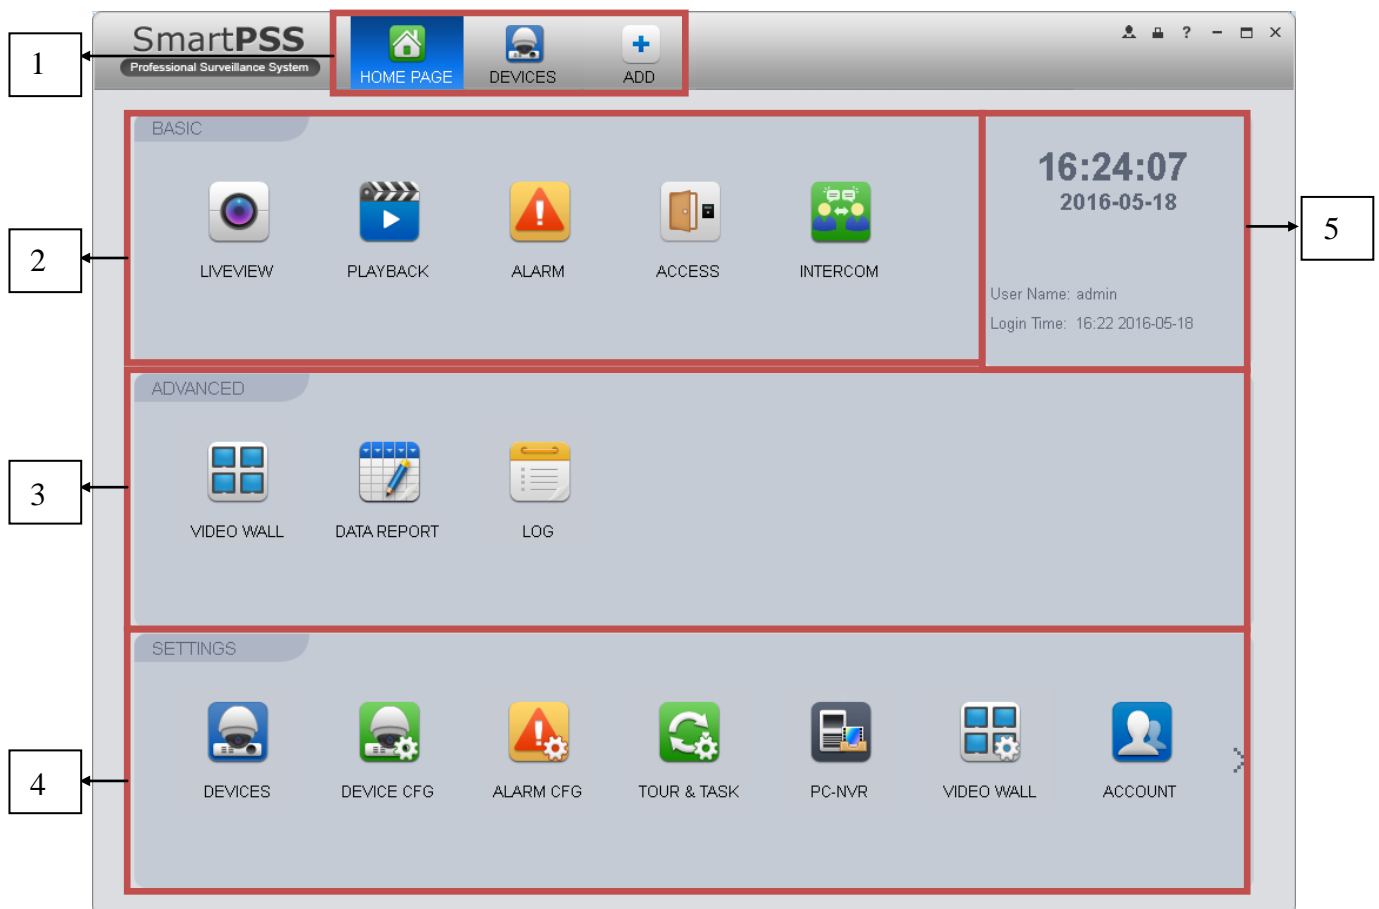 1
SmartPSS
Professional Surveillance System
HOME PAGE
DEVICES
ADD
?
BASIC
LIVEVIEW
PLAYBACK
ALARM
ACCESS
INTERCOM
2
16:24:07
2016-05-18
User Name: admin
Login Time: 16:22 2016-05-18
5
ADVANCED
VIDEO WALL
DATA REPORT
LOG
3
SETTINGS
DEVICES
DEVICE CFG
ALARM CFG
TOUR & TASK
PC-NVR
VIDEO WALL
ACCOUNT
4